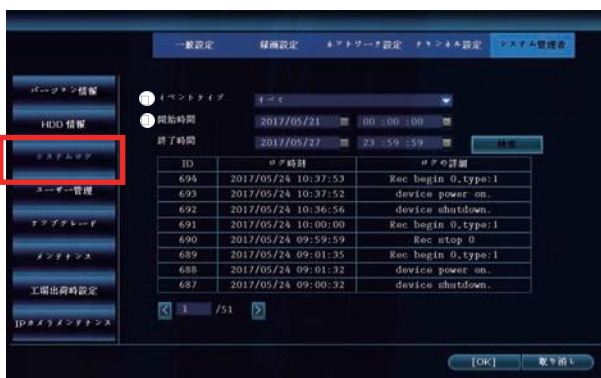 一般設定 録画設定 ネットワーク設定 チャンネル設定 システム管理者
バージョン情報
HDD 情報
システムログ
ユーザー管理
アップグレード
メンテナンス
工場出荷時設定
IPカメラメンテナンス
イベントタイプ すべて
開始時間 2017/05/21 00 :00 :00
終了時間 2017/05/27 23 :59 :59 検索
ID ログ時刻 ログの詳細
694 2017/05/24 10:37:53 Rec begin 0,type:1
693 2017/05/24 10:37:52 device power on.
692 2017/05/24 10:36:56 device shutdown.
691 2017/05/24 10:00:00 Rec begin 0,type:1
690 2017/05/24 09:59:59 Rec stop 0
689 2017/05/24 09:01:35 Rec begin 0,type:1
688 2017/05/24 09:01:32 device power on.
687 2017/05/24 09:00:32 device shutdown.
< 1 /51 >
[OK] 取り消し